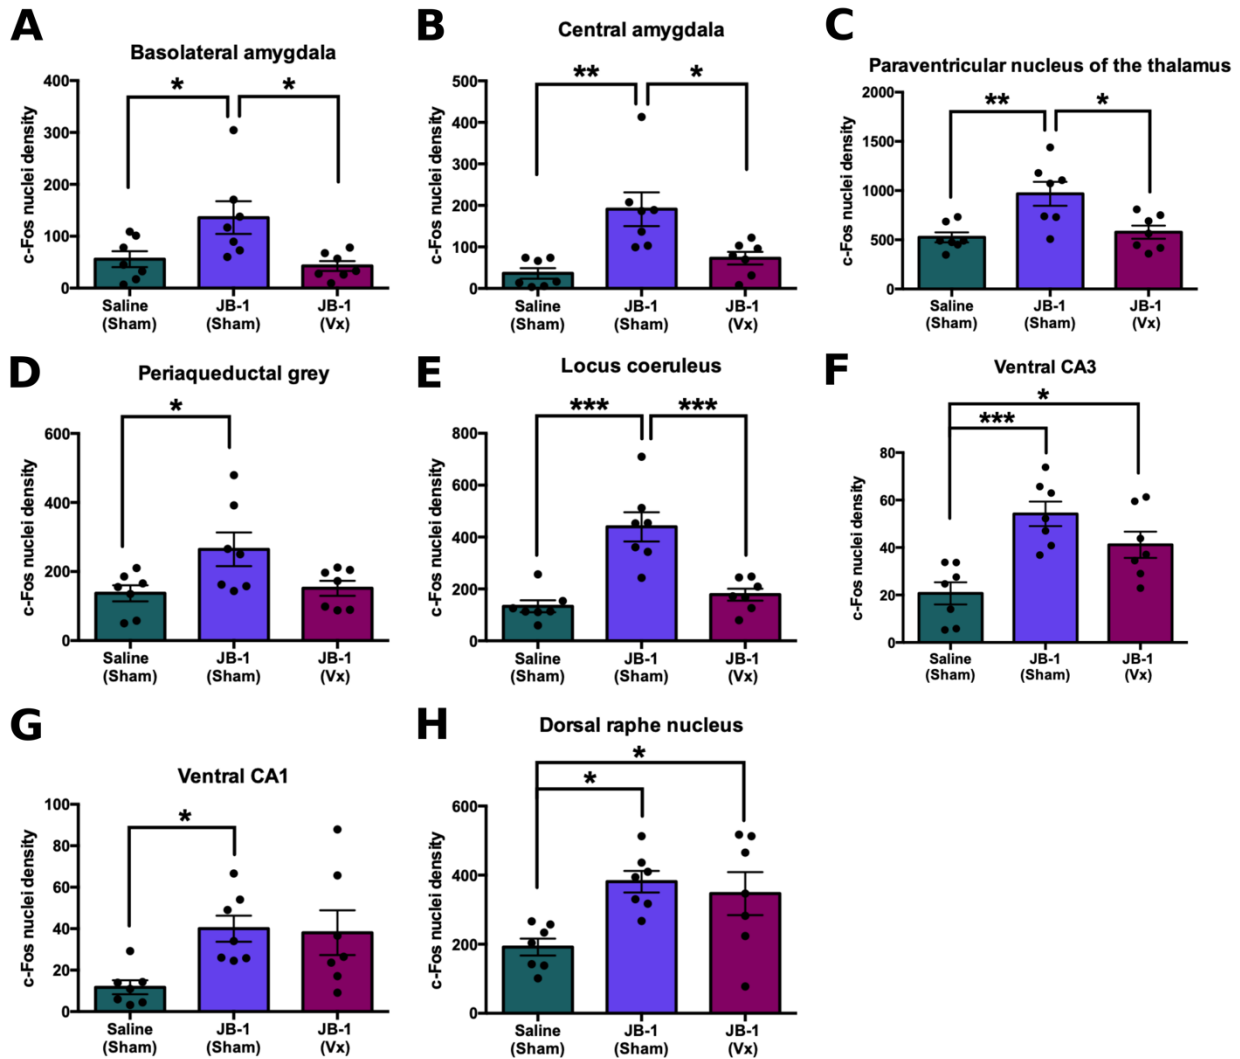 A
Basolateral amygdala
c-Fos nuclei density
400
300
200
100
0
*
*
Saline
(Sham)
JB-1
(Sham)
JB-1
(Vx)
B
Central amygdala
c-Fos nuclei density
500
400
300
200
100
0
**
*
Saline
(Sham)
JB-1
(Sham)
JB-1
(Vx)
C
Paraventricular nucleus of the thalamus
c-Fos nuclei density
2000
1500
1000
500
0
**
*
Saline
(Sham)
JB-1
(Sham)
JB-1
(Vx)
D
Periaqueductal grey
c-Fos nuclei density
600
400
200
0
*
Saline
(Sham)
JB-1
(Sham)
JB-1
(Vx)
E
Locus coeruleus
c-Fos nuclei density
800
600
400
200
0
***
***
Saline
(Sham)
JB-1
(Sham)
JB-1
(Vx)
F
Ventral CA3
c-Fos nuclei density
80
60
40
20
0
*
***
Saline
(Sham)
JB-1
(Sham)
JB-1
(Vx)
G
Ventral CA1
c-Fos nuclei density
100
80
60
40
20
0
*
Saline
(Sham)
JB-1
(Sham)
JB-1
(Vx)
H
Dorsal raphe nucleus
c-Fos nuclei density
600
400
200
0
*
*
Saline
(Sham)
JB-1
(Sham)
JB-1
(Vx)